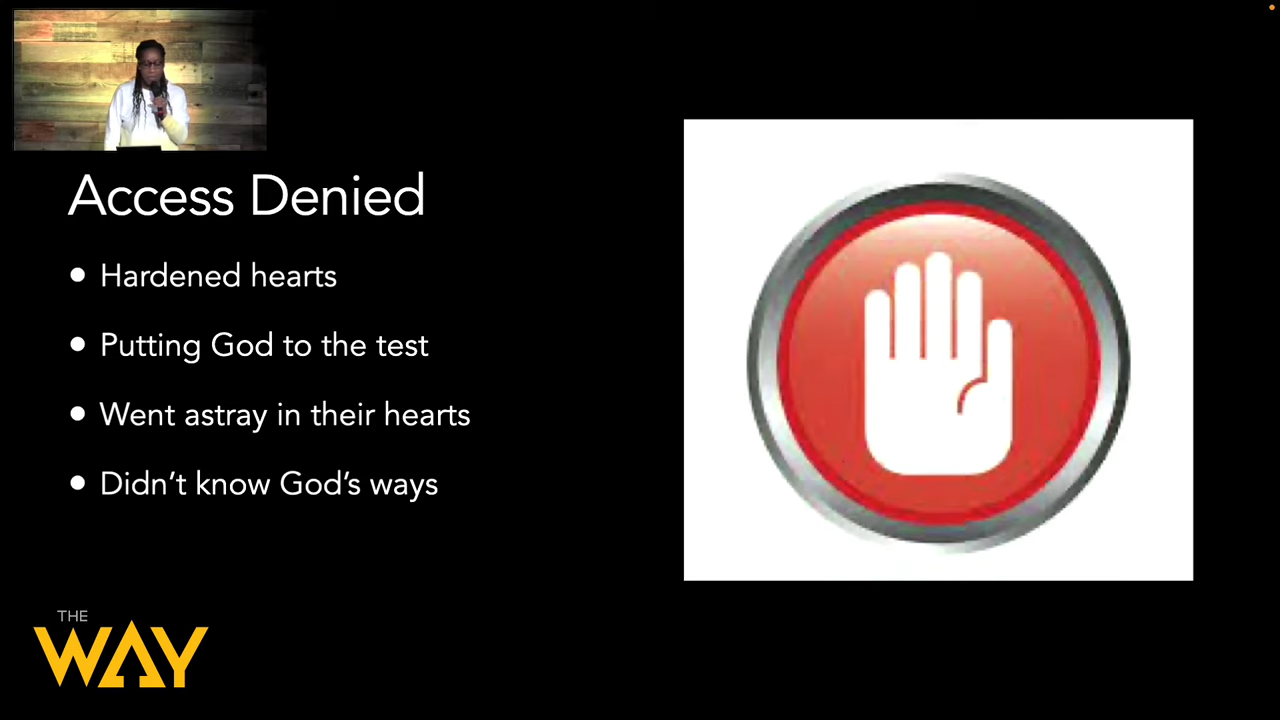 Access Denied
• Hardened hearts
• Putting God to the test
• Went astray in their hearts
• Didn’t know God’s ways
THE
WAY